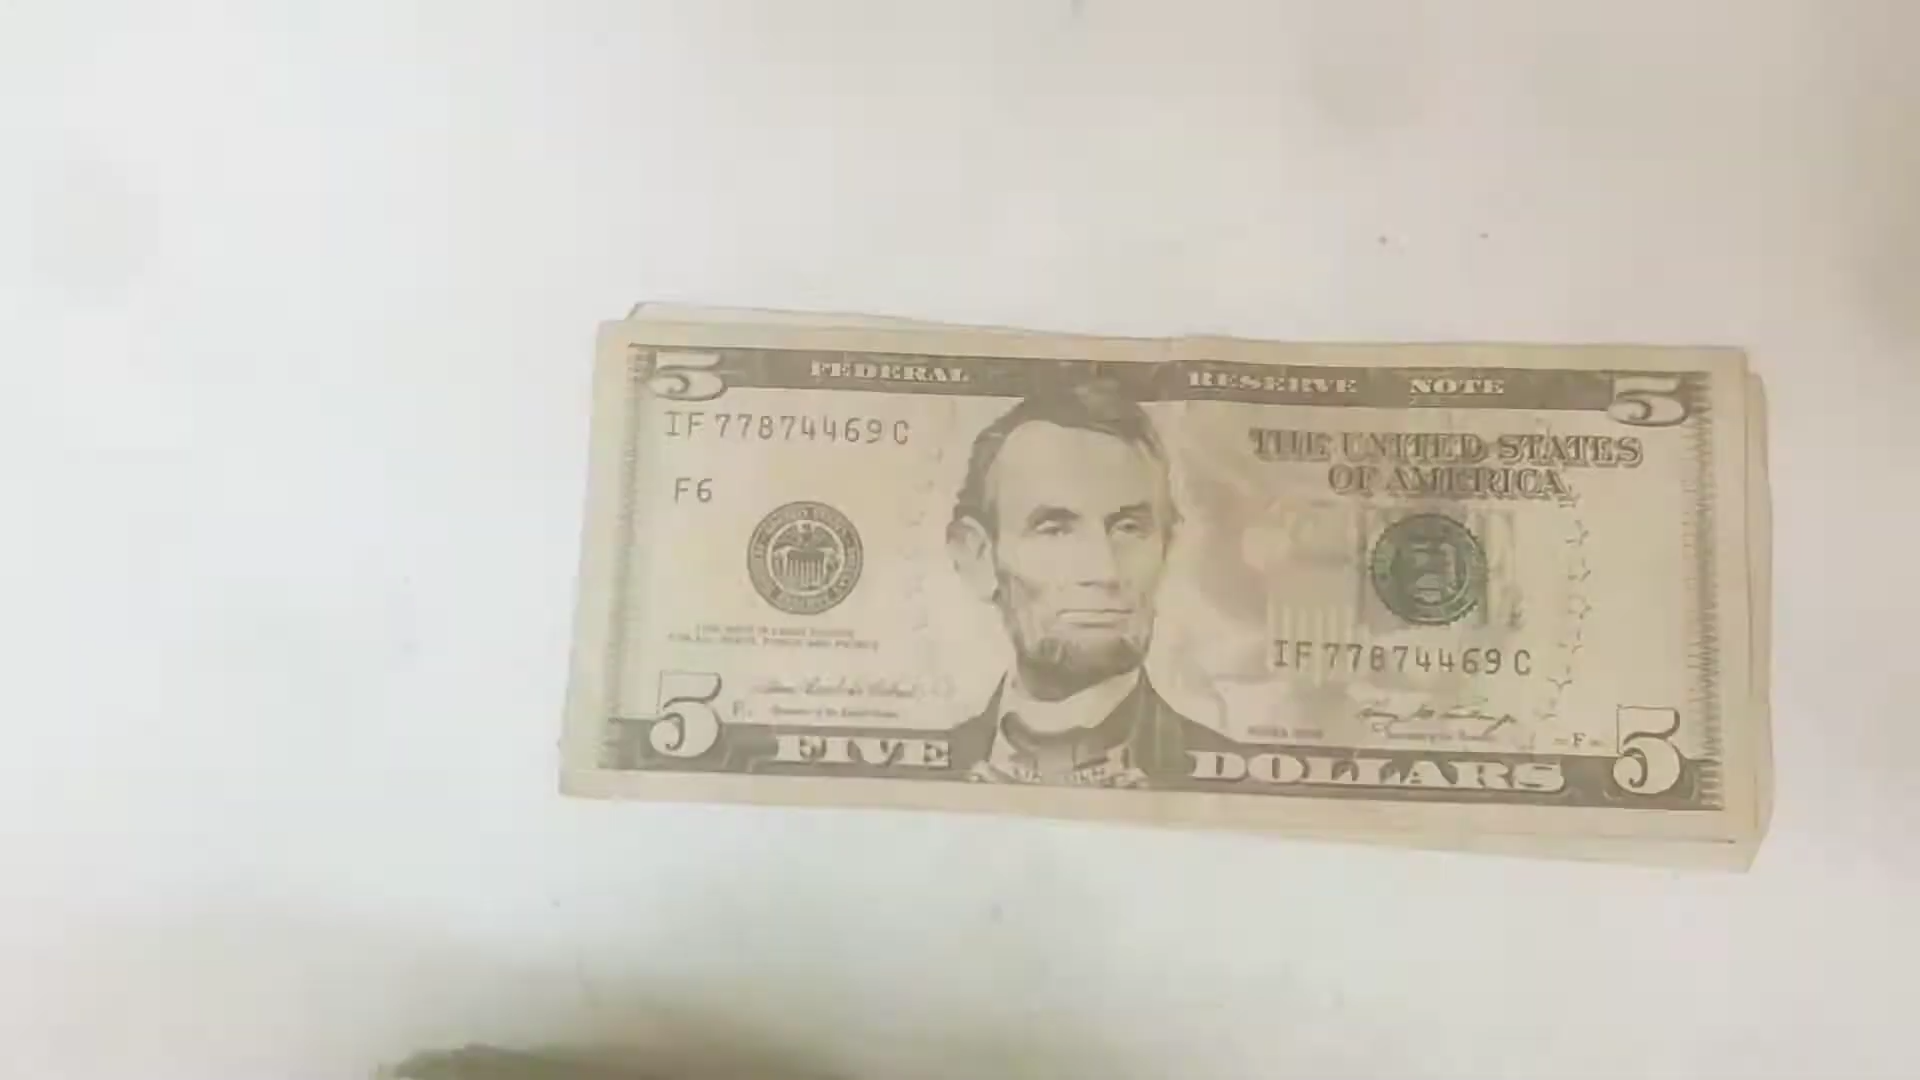 5 FEDERAL RESERVE NOTE 5
IF 77874469 C
THE UNITED STATES
OF AMERICA
F6
IF 77874469 C
5 FIVE DOLLARS 5
F